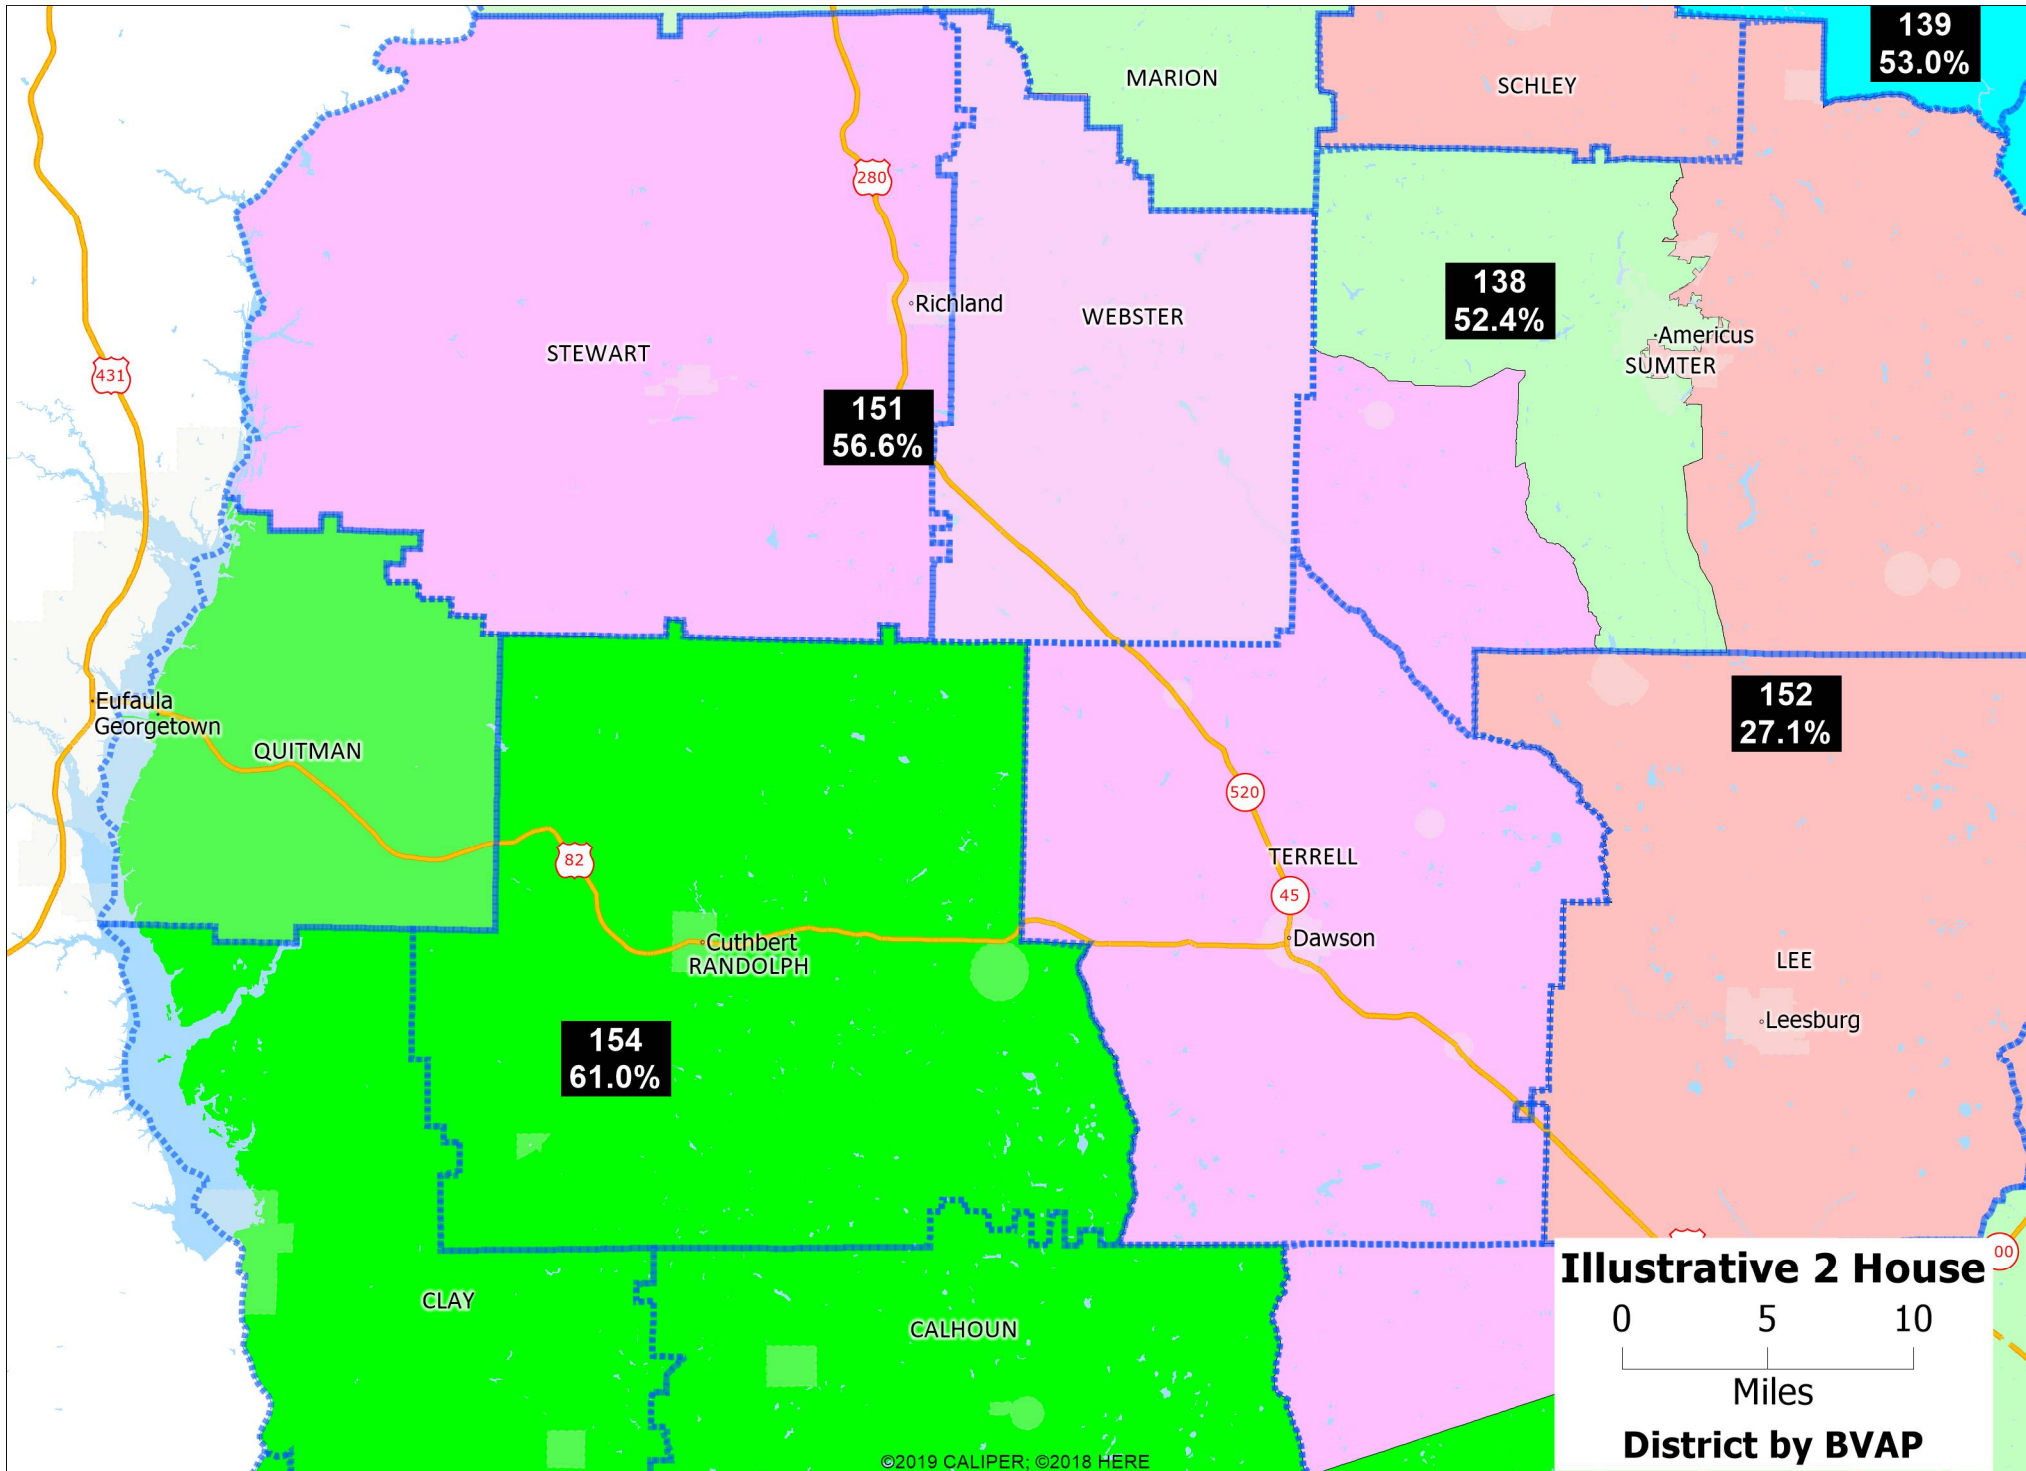 139
53.0%
MARION
SCHLEY
280
138
52.4%
Richland
WEBSTER
Americus
SUMTER
STEWART
431
151
56.6%
152
27.1%
Eufaula
Georgetown
QUITMAN
520
82
TERRELL
45
Cuthbert
RANDOLPH
Dawson
LEE
Leesburg
154
61.0%
00
CLAY
CALHOUN
Illustrative 2 House
0 5 10
Miles
District by BVAP
©2019 CALIPER; ©2018 HERE